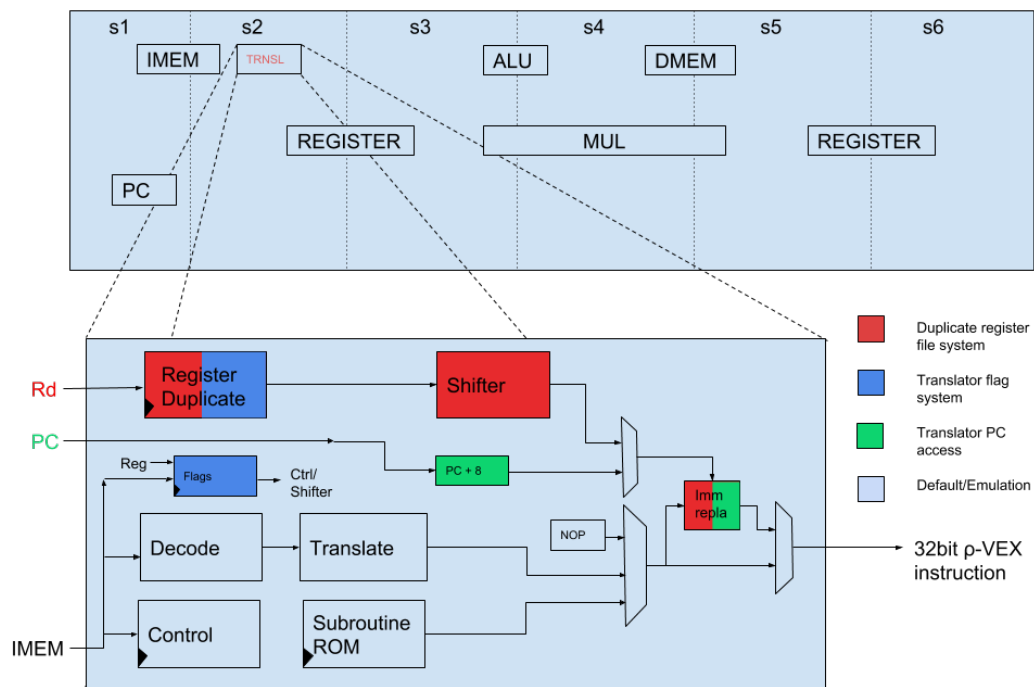 s1
s2
s3
s4
s5
s6
IMEM
TRNSL
ALU
DMEM
REGISTER
MUL
REGISTER
PC
Duplicate register
file system
Translator flag
system
Translator PC
access
Default/Emulation
Rd
Register
Duplicate
Shifter
PC
PC + 8
Reg
Flags
Ctrl/
Shifter
Imm
repla
NOP
Decode
Translate
32bit ρ-VEX
instruction
IMEM
Control
Subroutine
ROM